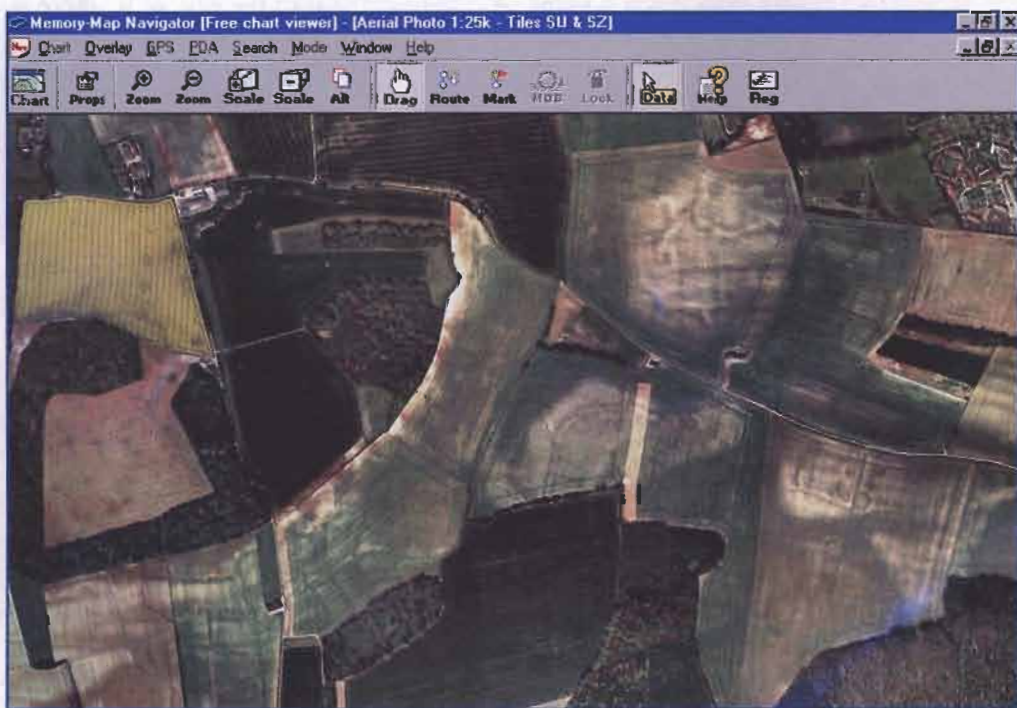 Memory-Map Navigator [Free chart viewer] - [Aerial Photo 1:25k - Tiles SU & SZ]
Chart Overlay GPS PDA Search Mode Window Help
Chart Props Zoom Zoom Scale Scale Alt Drag Route Mark MOB Lock Data Help Reg